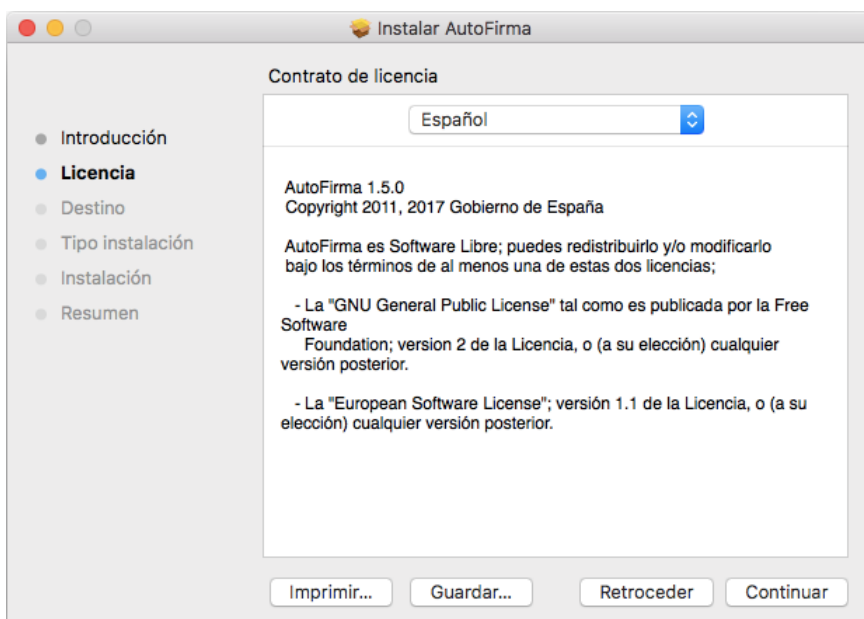 Instalar AutoFirma
Contrato de licencia
Español
Introducción
Licencia
Destino
Tipo instalación
Instalación
Resumen
AutoFirma 1.5.0
Copyright 2011, 2017 Gobierno de España
AutoFirma es Software Libre; puedes redistribuirlo y/o modificarlo
bajo los términos de al menos una de estas dos licencias;
- La "GNU General Public License" tal como es publicada por la Free
Software
Foundation; version 2 de la Licencia, o (a su elección) cualquier
versión posterior.
- La "European Software License"; versión 1.1 de la Licencia, o (a su
elección) cualquier versión posterior.
Imprimir... Guardar... Retroceder Continuar